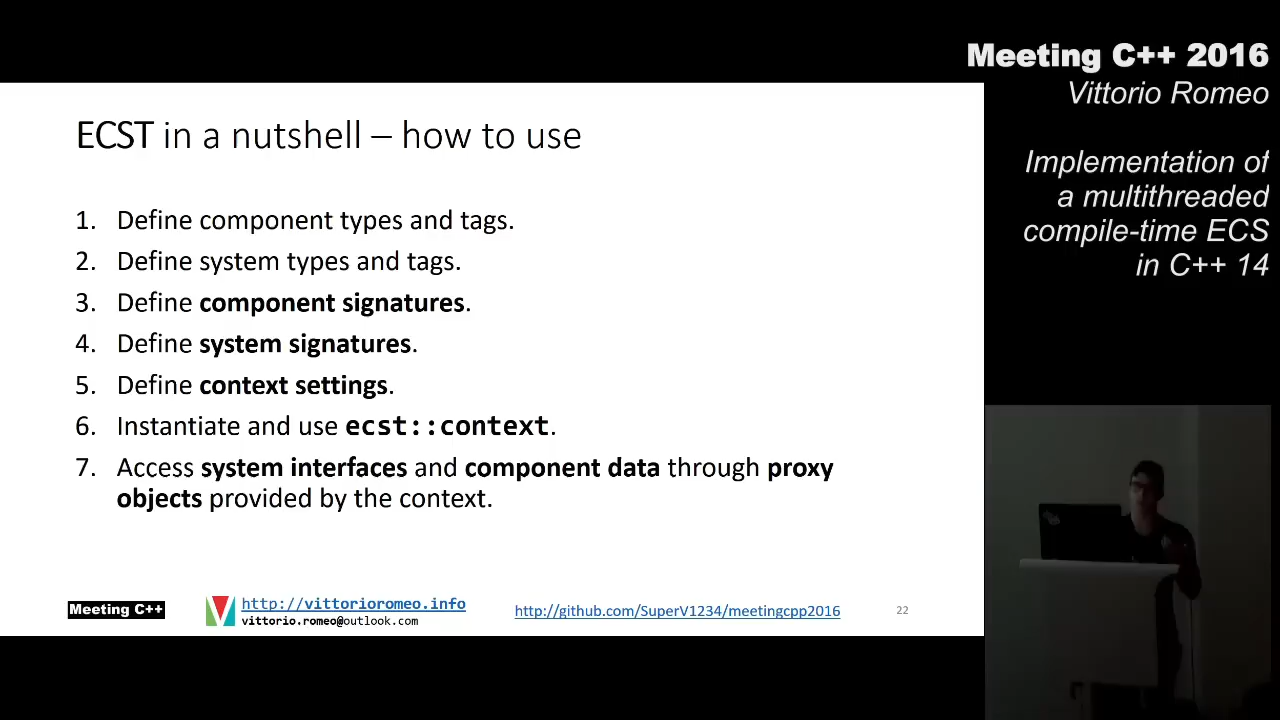 Meeting C++ 2016
Vittorio Romeo
Implementation of
a multithreaded
compile-time ECS
in C++ 14
ECST in a nutshell – how to use
1. Define component types and tags.
2. Define system types and tags.
3. Define component signatures.
4. Define system signatures.
5. Define context settings.
6. Instantiate and use ecst::context.
7. Access system interfaces and component data through proxy
objects provided by the context.
Meeting C++
http://vittorioromeo.info
vittorio.romeo@outlook.com
http://github.com/SuperV1234/meetingcpp2016
22